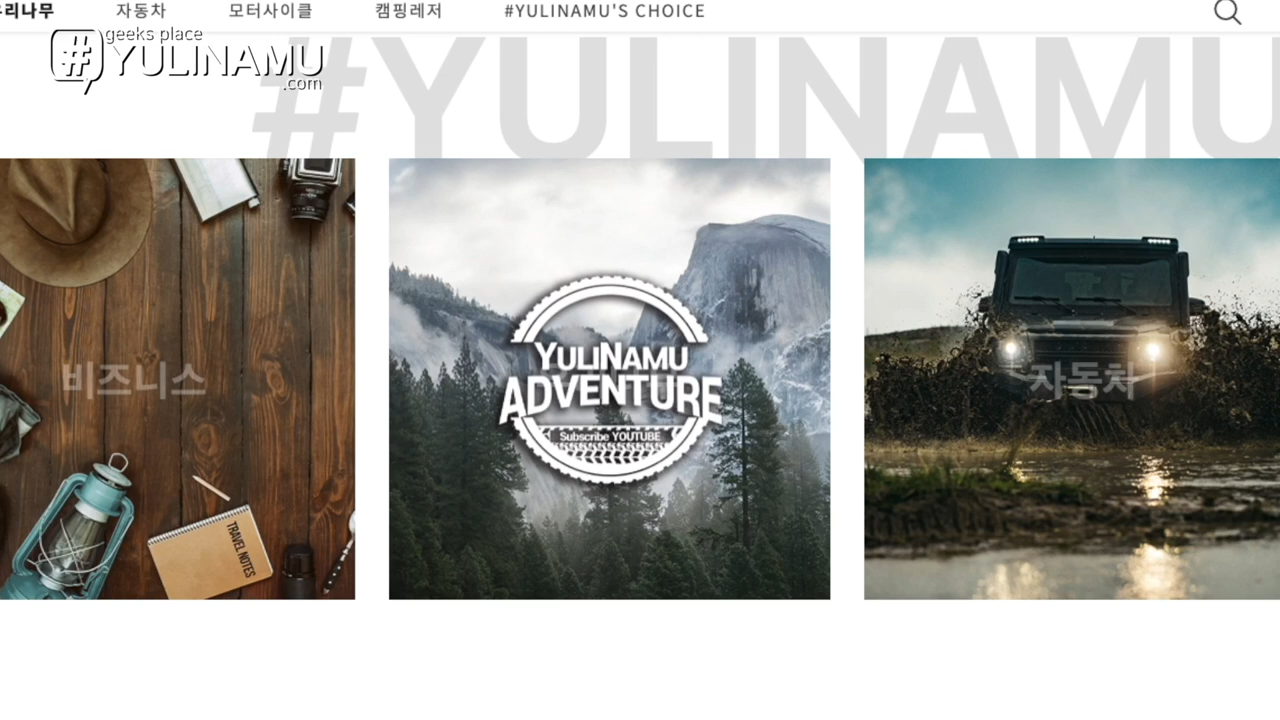 우리나무 자동차 모터사이클 캠핑레저 #YULINAMU'S CHOICE
geeks place
#YULINAMU
.com
#YULINAMU
비즈니스
TRAVEL NOTES
YULINAMU
ADVENTURE
Subscribe YOUTUBE
자동차